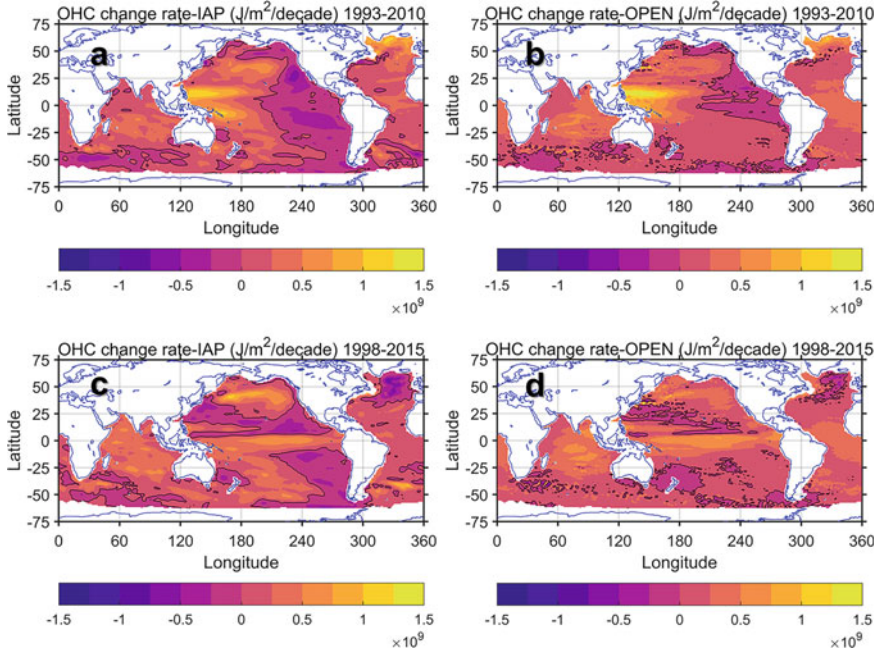 OHC change rate-IAP (J/m²/decade) 1993-2010
a
75
50
25
0
-25
-50
-75
Latitude
0 60 120 180 240 300 360
Longitude
-1.5 -1 -0.5 0 0.5 1 1.5
×10⁹
OHC change rate-OPEN (J/m²/decade) 1993-2010
b
75
50
25
0
-25
-50
-75
Latitude
0 60 120 180 240 300 360
Longitude
-1.5 -1 -0.5 0 0.5 1 1.5
×10⁹
OHC change rate-IAP (J/m²/decade) 1998-2015
c
75
50
25
0
-25
-50
-75
Latitude
0 60 120 180 240 300 360
Longitude
-1.5 -1 -0.5 0 0.5 1 1.5
×10⁹
OHC change rate-OPEN (J/m²/decade) 1998-2015
d
75
50
25
0
-25
-50
-75
Latitude
0 60 120 180 240 300 360
Longitude
-1.5 -1 -0.5 0 0.5 1 1.5
×10⁹